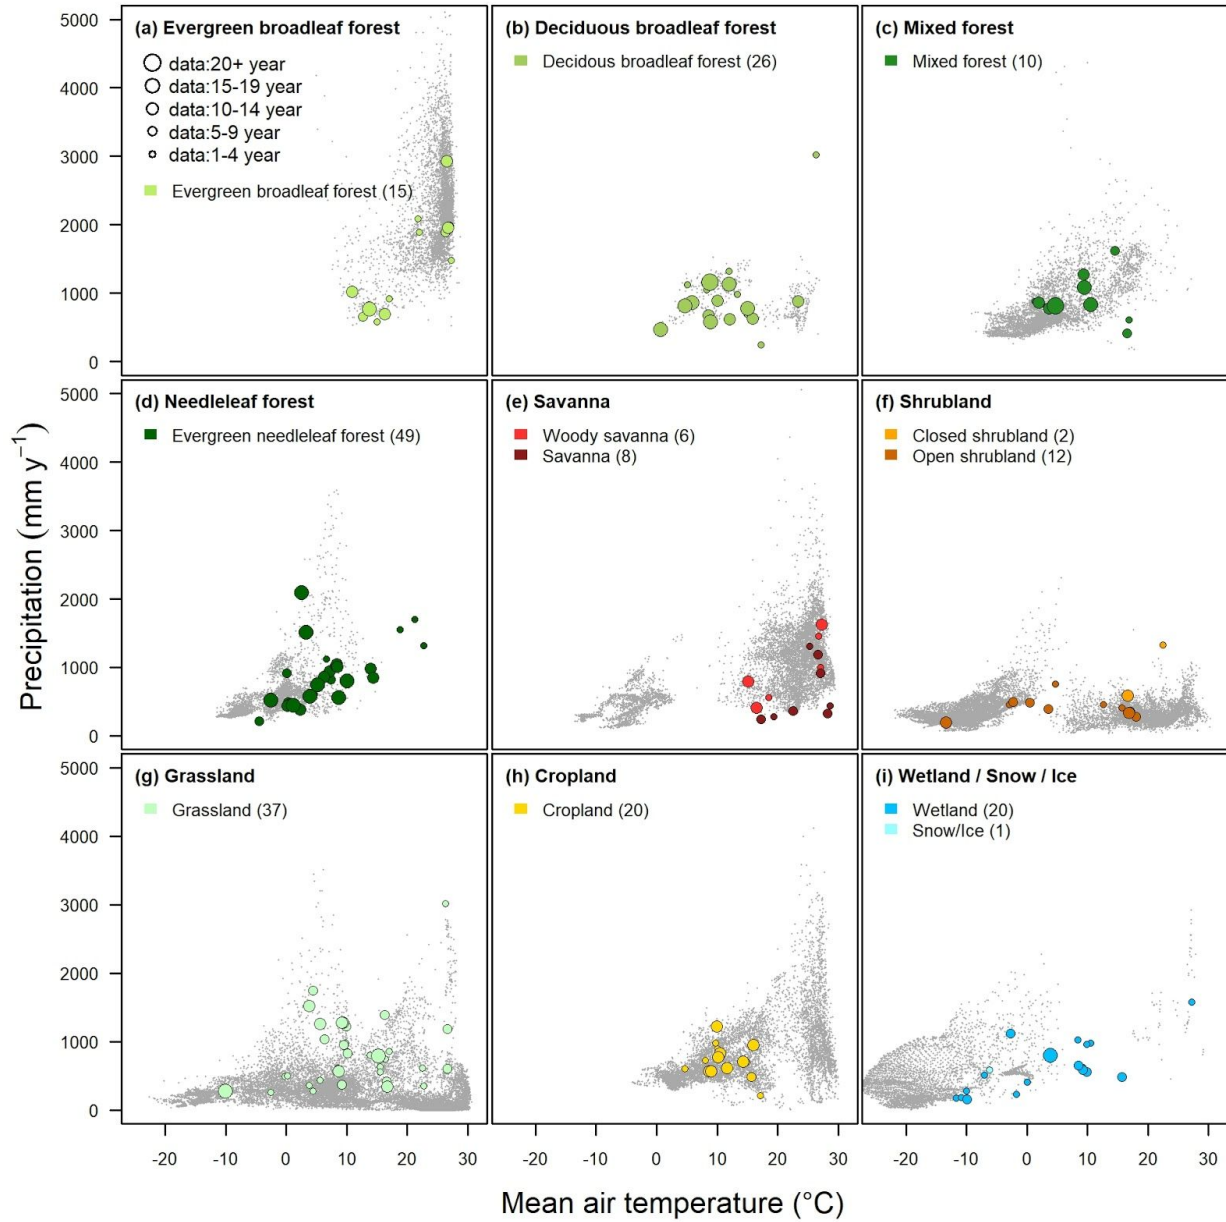 (a) Evergreen broadleaf forest
data:20+ year
data:15-19 year
data:10-14 year
data:5-9 year
data:1-4 year
Evergreen broadleaf forest (15)
5000
4000
3000
2000
1000
0
(b) Deciduous broadleaf forest
Decidous broadleaf forest (26)
(c) Mixed forest
Mixed forest (10)
(d) Needleleaf forest
Evergreen needleleaf forest (49)
5000
4000
3000
2000
1000
0
(e) Savanna
Woody savanna (6)
Savanna (8)
(f) Shrubland
Closed shrubland (2)
Open shrubland (12)
(g) Grassland
Grassland (37)
5000
4000
3000
2000
1000
0
(h) Cropland
Cropland (20)
(i) Wetland / Snow / Ice
Wetland (20)
Snow/Ice (1)
-20 -10 0 10 20 30
-20 -10 0 10 20 30
-20 -10 0 10 20 30
Precipitation (mm y⁻¹)
Mean air temperature (°C)